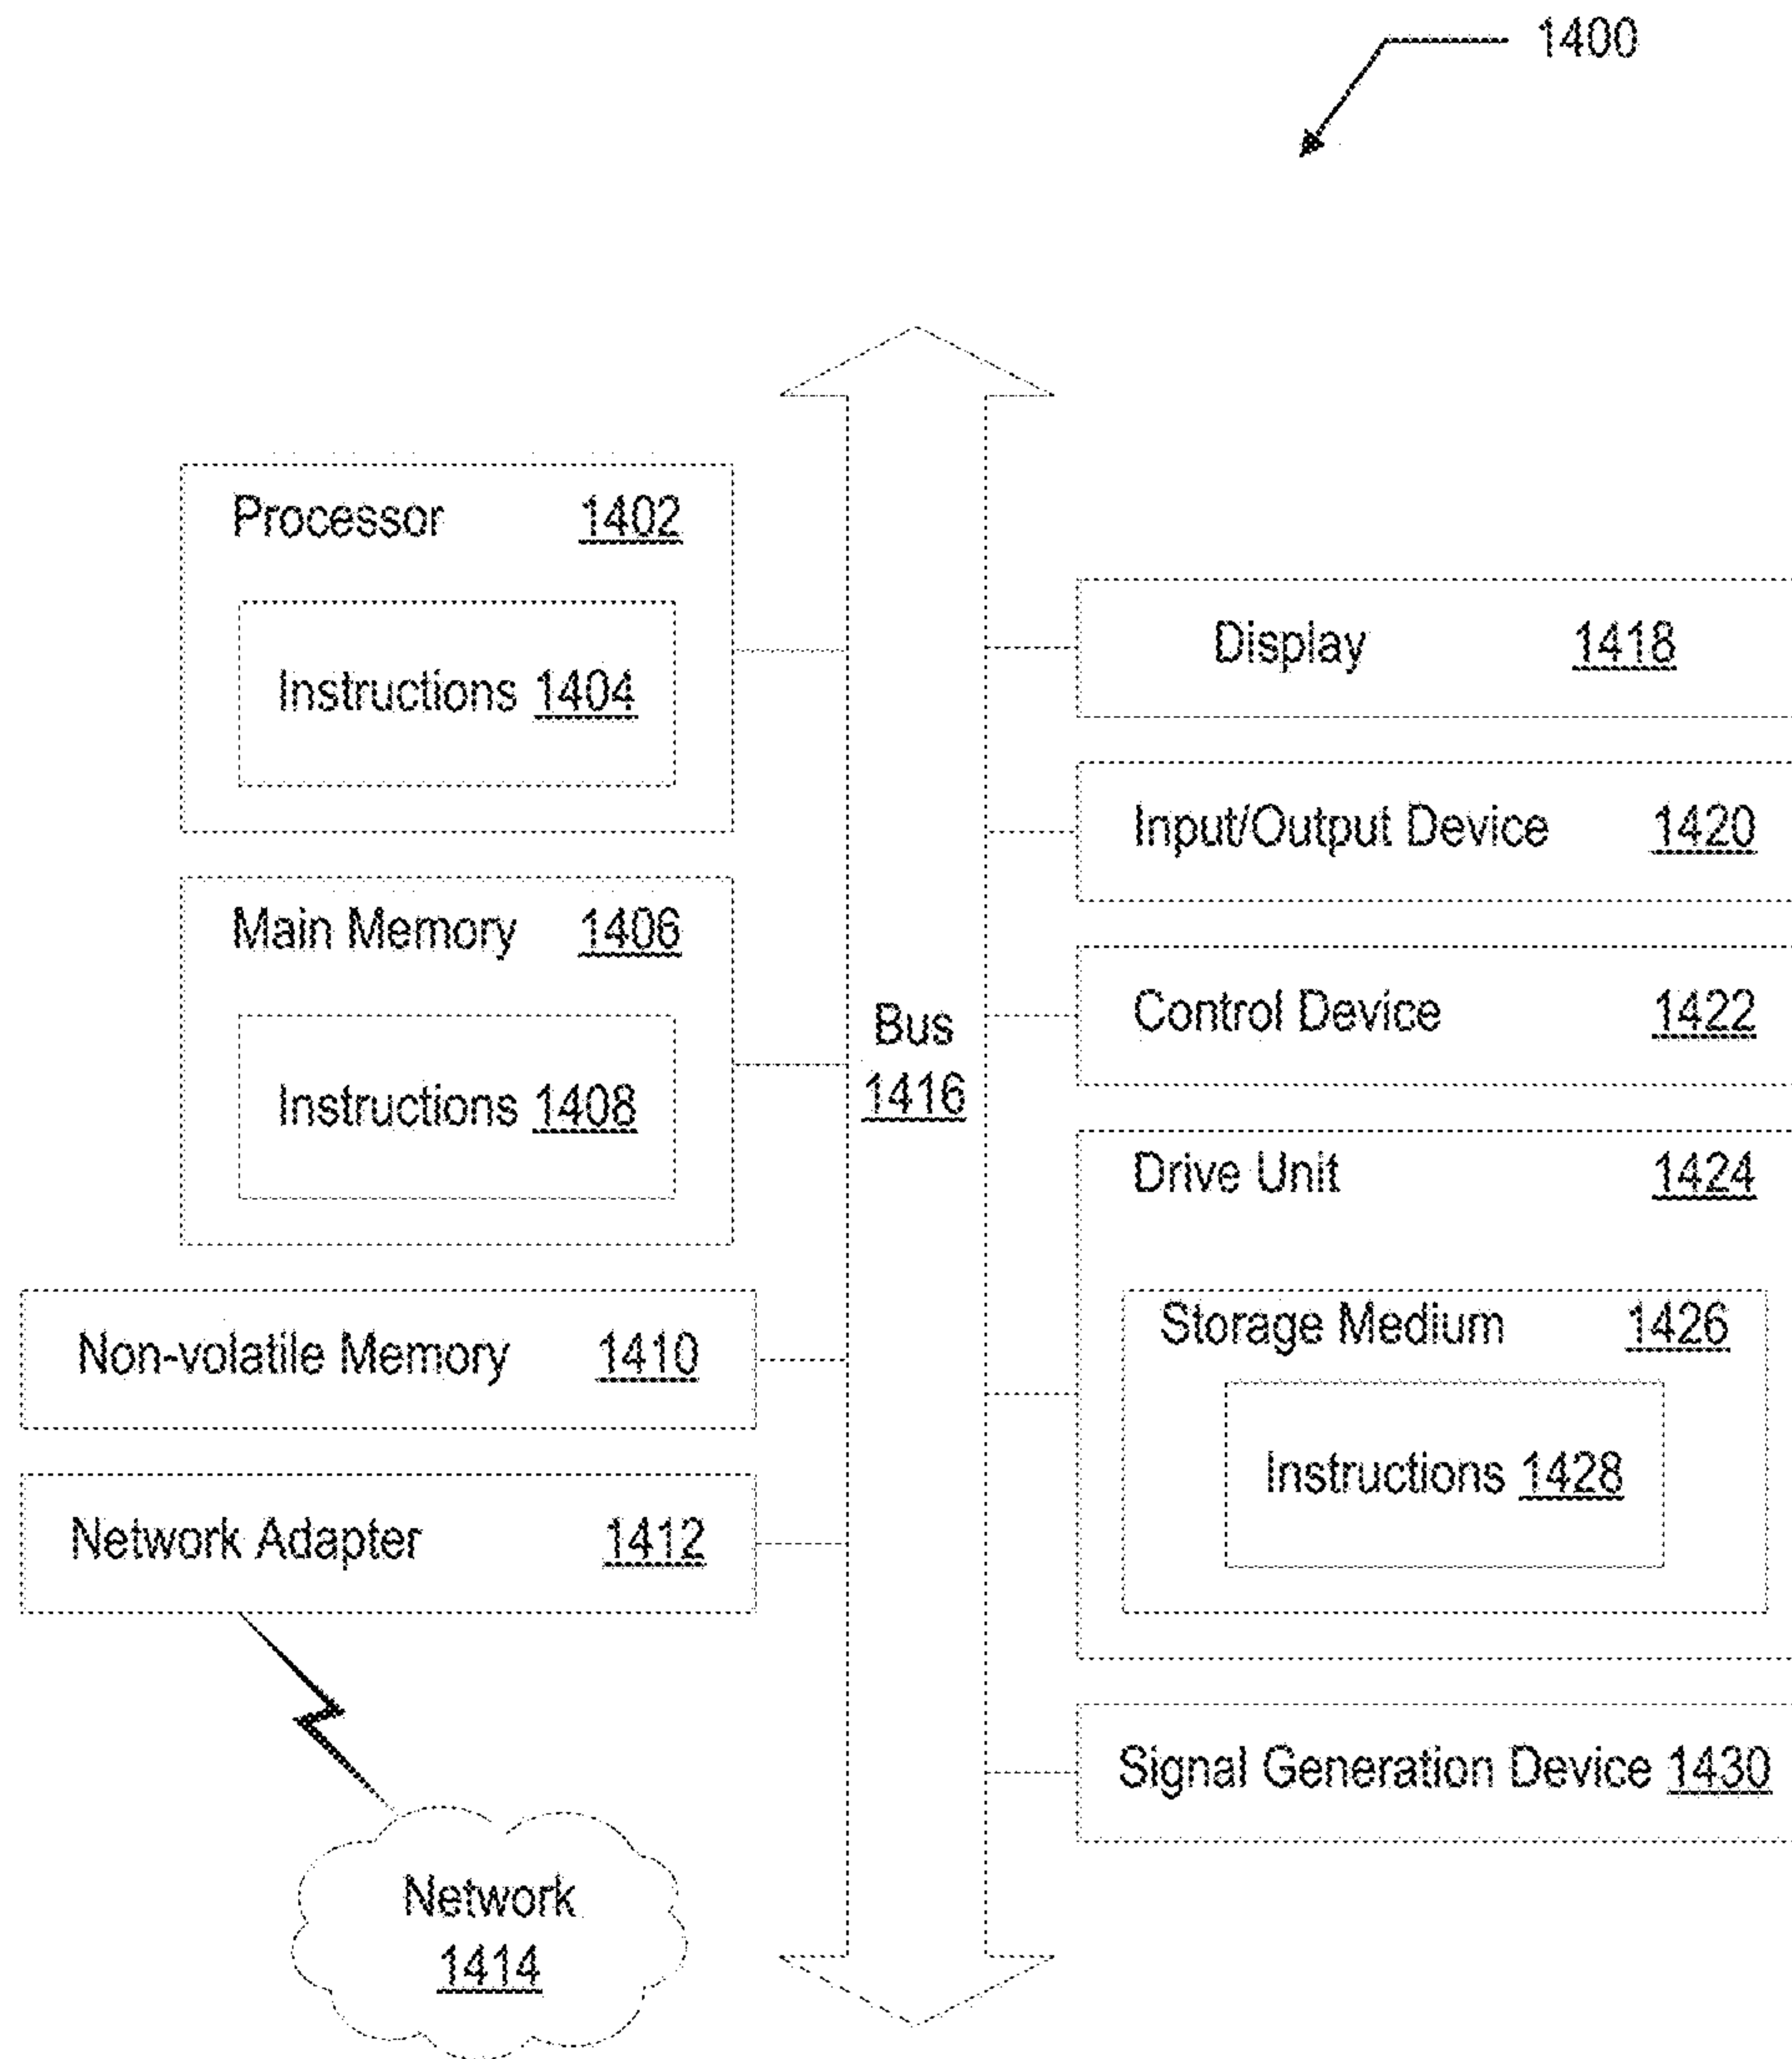 1400
Processor 1402
Instructions 1404
Main Memory 1406
Instructions 1408
Non-volatile Memory 1410
Network Adapter 1412
Network
1414
Bus
1416
Display 1418
Input/Output Device 1420
Control Device 1422
Drive Unit 1424
Storage Medium 1426
Instructions 1428
Signal Generation Device 1430